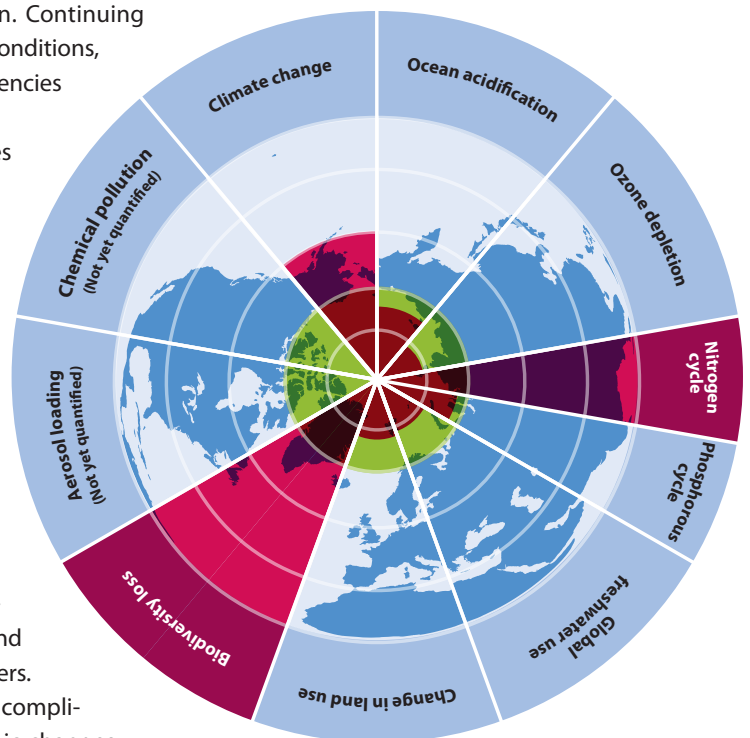 n. Continuing
onditions,
encies
es
nd
ers.
compli-
Climate change
Ocean acidification
Ozone depletion
Nitrogen
cycle
Phosphorous
cycle
Global
freshwater use
Change in land use
Biodiversity loss
Aerosol loading
(Not yet quantified)
Chemical pollution
(Not yet quantified)